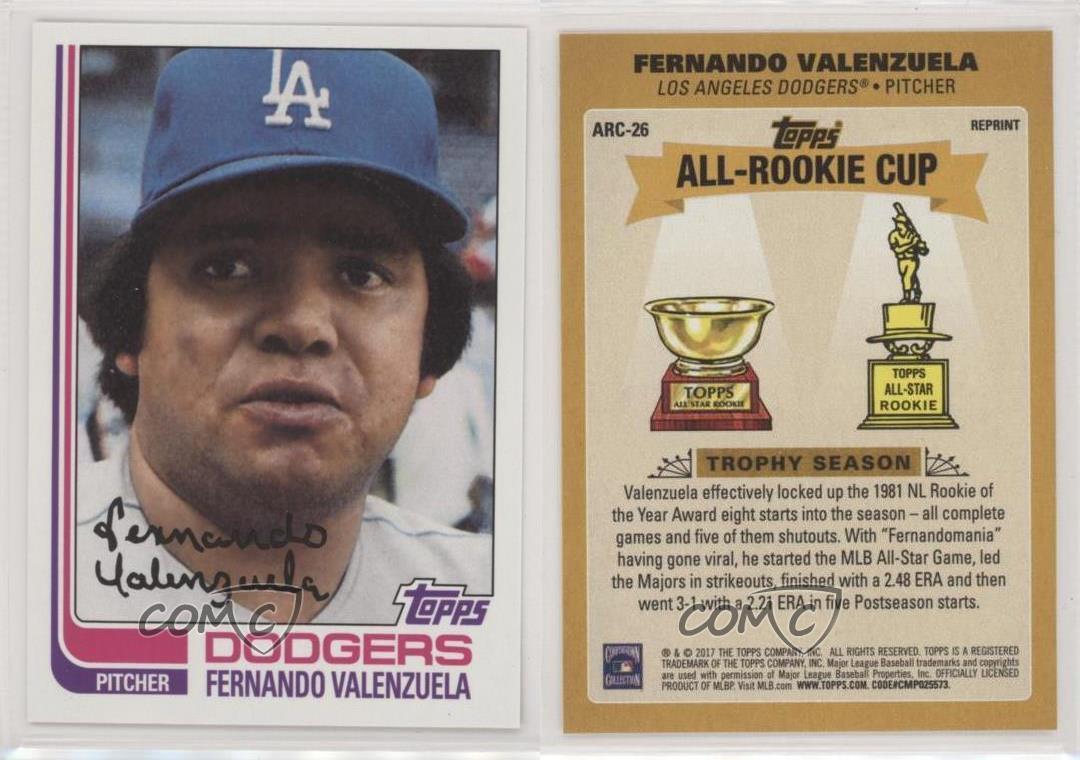 LA
Fernando
Valenzuela
COMC
Topps
DODGERS
PITCHER
FERNANDO VALENZUELA
FERNANDO VALENZUELA
LOS ANGELES DODGERS® • PITCHER
ARC-26
Topps
REPRINT
ALL-ROOKIE CUP
TOPPS
ALL STAR ROOKIE
TOPPS
ALL-STAR
ROOKIE
TROPHY SEASON
Valenzuela effectively locked up the 1981 NL Rookie of
the Year Award eight starts into the season – all complete
games and five of them shutouts. With “Fernandomania”
having gone viral, he started the MLB All-Star Game, led
the Majors in strikeouts, finished with a 2.48 ERA and then
went 3-1 with a 2.21 ERA in five Postseason starts.
COMC
COOPERSTOWN
COLLECTION
® & © 2017 THE TOPPS COMPANY, INC. ALL RIGHTS RESERVED. TOPPS IS A REGISTERED
TRADEMARK OF THE TOPPS COMPANY, INC. Major League Baseball trademarks and copyrights
are used with permission of Major League Baseball Properties, Inc. OFFICIALLY LICENSED
PRODUCT OF MLBP. Visit MLB.com WWW.TOPPS.COM. CODE#CMP025573.